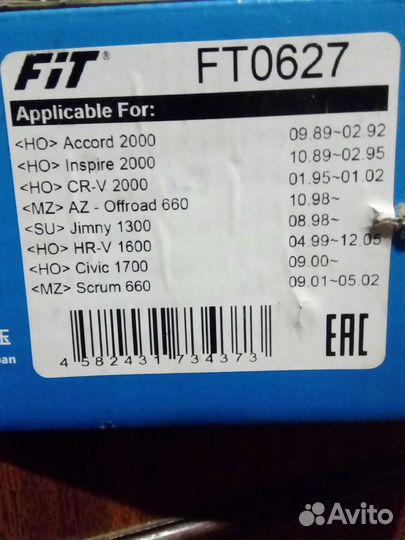 FiT® FT0627
Applicable For:
<HO> Accord 2000 09.89~02.92
<HO> Inspire 2000 10.89~02.95
<HO> CR-V 2000 01.95~01.02
<MZ> AZ - Offroad 660 10.98~
<SU> Jimny 1300 08.98~
<HO> HR-V 1600 04.99~12.05
<HO> Civic 1700 09.00~
<MZ> Scrum 660 09.01~05.02
4 582431 734373
EAC
pan
Avito